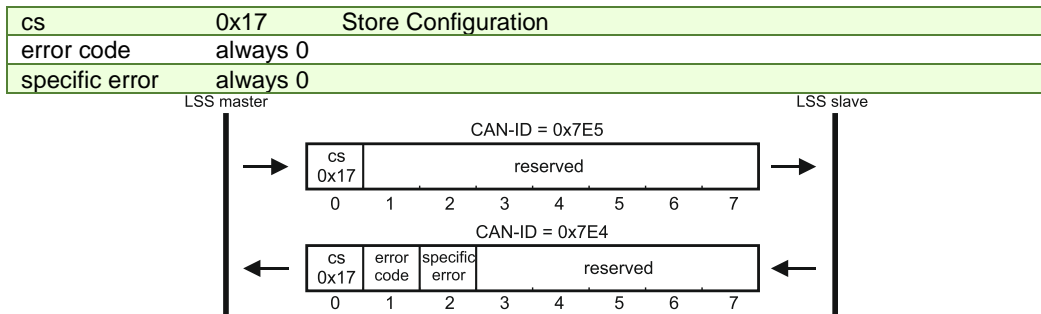 cs 0x17 Store Configuration
error code always 0
specific error always 0
LSS master LSS slave
CAN-ID = 0x7E5
cs
0x17
reserved
0 1 2 3 4 5 6 7
CAN-ID = 0x7E4
cs
0x17
error
code
specific
error
reserved
0 1 2 3 4 5 6 7